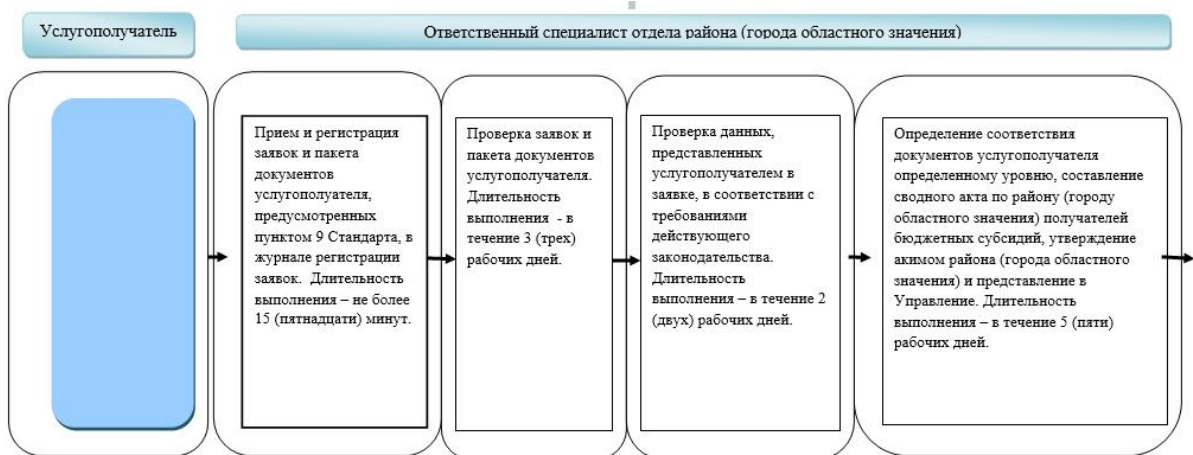 Услугополучатель
Ответственный специалист отдела района (города областного значения)
Прием и регистрация
заявок и пакета
документов
услугополуателя,
предусмотренных
пунктом 9 Стандарта, в
журнале регистрации
заявок. Длительность
выполнения – не более
15 (пятнадцати) минут.
Проверка заявок и
пакета документов
услугополучателя.
Длительность
выполнения - в
течение 3 (трех)
рабочих дней.
Проверка данных,
представленных
услугополучателем в
заявке, в соответствии с
требованиями
действующего
законодательства.
Длительность
выполнения – в течение 2
(двух) рабочих дней.
Определение соответствия
документов услугополучателя
определенному уровню, составление
сводного акта по району (городу
областного значения) получателей
бюджетных субсидий, утверждение
акимом района (города областного
значения) и представление в
Управление. Длительность
выполнения – в течение 5 (пяти)
рабочих дней.